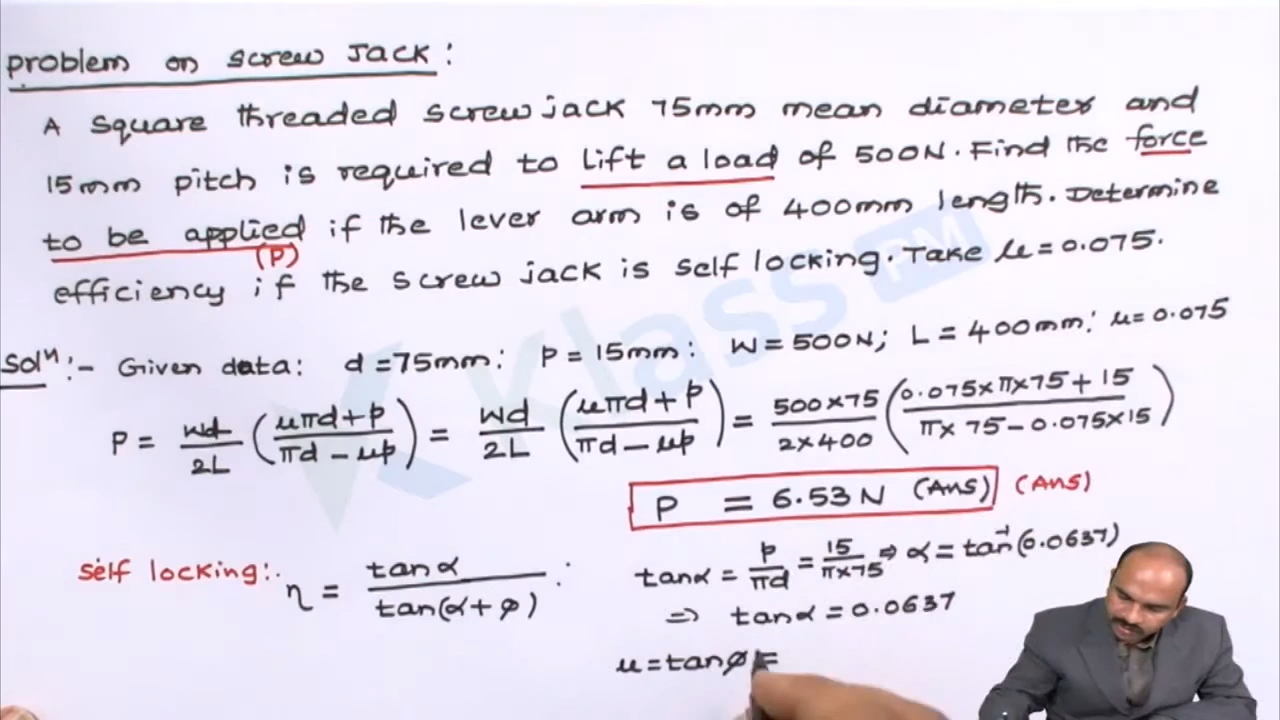 problem on screw Jack:
A square threaded screw jack 75mm mean diameter and
15mm pitch is required to lift a load of 500N. Find the force
to be applied if the lever arm is of 400mm length. Determine
(P)
efficiency if the screw jack is self locking. Take μ=0.075.
Klass PM
Solⁿ:- Given data: d=75mm: p=15mm: W=500N; L=400mm: μ=0.075
P = Wd/2L (μπd+p/πd-μp) = Wd/2L (μπd+p/πd-μp) = 500×75/2×400 (0.075×π×75+15/π×75-0.075×15)
P = 6.53N (Ans) (Ans)
self locking:. η = tanα/tan(α+φ) :
tanα = p/πd = 15/π×75 ⇒ α = tan⁻¹(0.0637)
⇒ tanα = 0.0637
μ = tanφ =